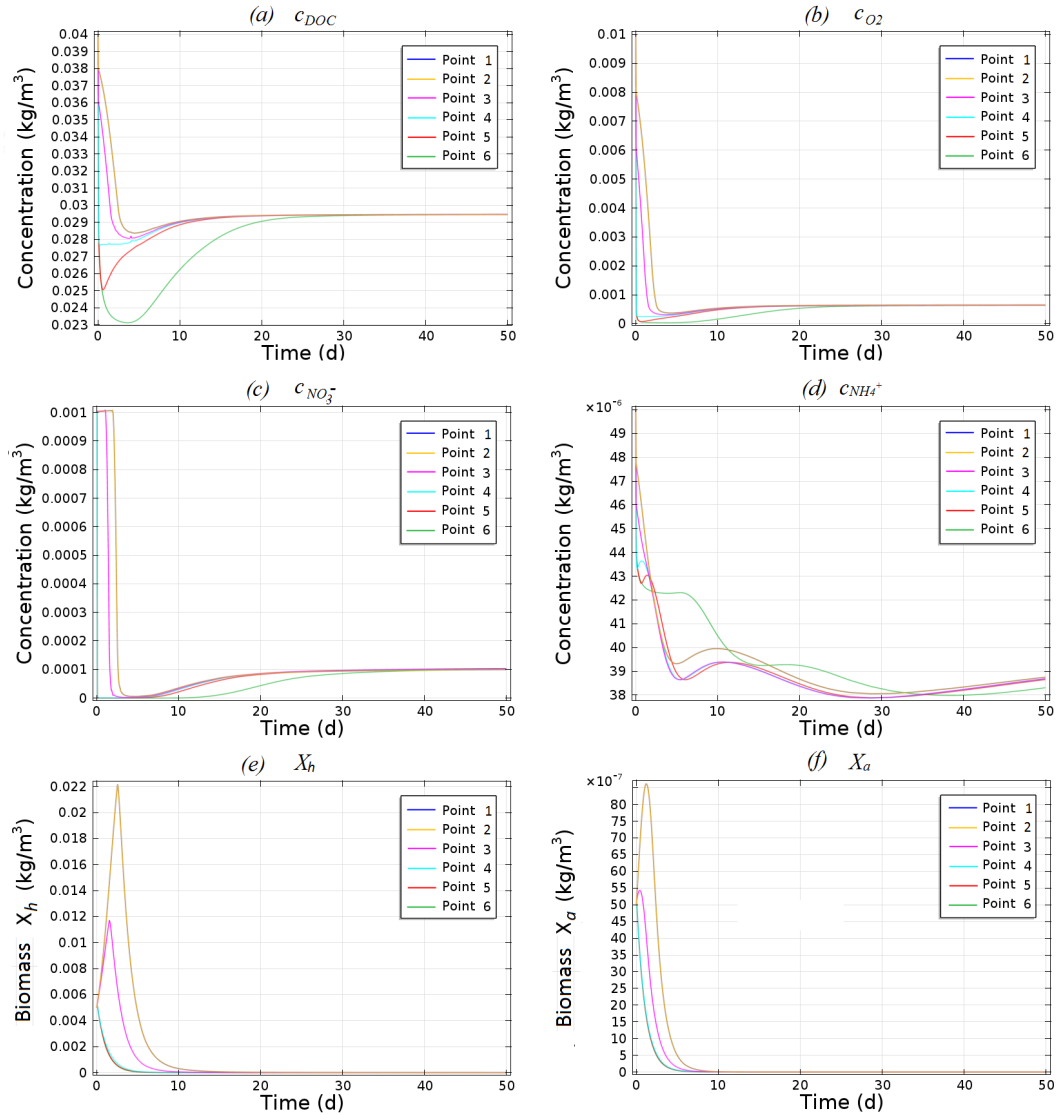 (a) c DOC
Concentration (kg/m³)
0.04
0.039
0.038
0.037
0.036
0.035
0.034
0.033
0.032
0.031
0.03
0.029
0.028
0.027
0.026
0.025
0.024
0.023
0 10 20 30 40 50
Time (d)
Point 1
Point 2
Point 3
Point 4
Point 5
Point 6
(b) c O2
Concentration (kg/m³)
0.01
0.009
0.008
0.007
0.006
0.005
0.004
0.003
0.002
0.001
0
0 10 20 30 40 50
Time (d)
Point 1
Point 2
Point 3
Point 4
Point 5
Point 6
(c) c NO3-
Concentration (kg/m³)
0.001
0.0009
0.0008
0.0007
0.0006
0.0005
0.0004
0.0003
0.0002
0.0001
0
0 10 20 30 40 50
Time (d)
Point 1
Point 2
Point 3
Point 4
Point 5
Point 6
(d) c NH4+
×10⁻⁶
Concentration (kg/m³)
49
48
47
46
45
44
43
42
41
40
39
38
0 10 20 30 40 50
Time (d)
Point 1
Point 2
Point 3
Point 4
Point 5
Point 6
(e) Xh
Biomass Xh (kg/m³)
0.022
0.02
0.018
0.016
0.014
0.012
0.01
0.008
0.006
0.004
0.002
0
0 10 20 30 40 50
Time (d)
Point 1
Point 2
Point 3
Point 4
Point 5
Point 6
(f) Xa
×10⁻⁷
Biomass Xa (kg/m³)
80
75
70
65
60
55
50
45
40
35
30
25
20
15
10
5
0
0 10 20 30 40 50
Time (d)
Point 1
Point 2
Point 3
Point 4
Point 5
Point 6